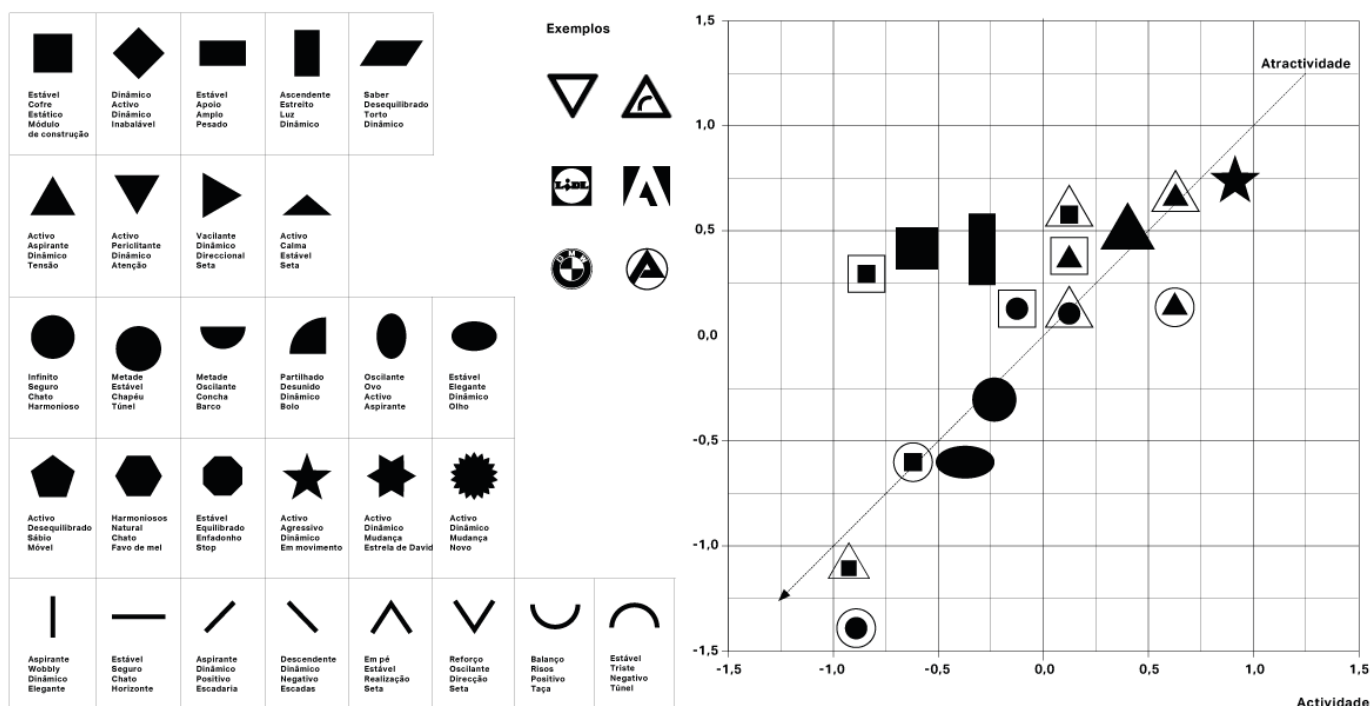 Estável
Cofre
Estático
Módulo
de construção
Dinâmico
Activo
Dinâmico
Inabalável
Estável
Apoio
Amplo
Pesado
Ascendente
Estreito
Luz
Dinâmico
Saber
Desequilibrado
Torto
Dinâmico
Activo
Aspirante
Dinâmico
Tensão
Activo
Periclitante
Dinâmico
Atenção
Vacilante
Dinâmico
Direccional
Seta
Activo
Calma
Estável
Seta
Infinito
Seguro
Chato
Harmonioso
Metade
Estável
Chapéu
Túnel
Metade
Oscilante
Concha
Barco
Partilhado
Desunido
Dinâmico
Bolo
Oscilante
Ovo
Activo
Aspirante
Estável
Elegante
Dinâmico
Olho
Activo
Desequilibrado
Sábio
Móvel
Harmoniosos
Natural
Chato
Favo de mel
Estável
Equilibrado
Enfadonho
Stop
Activo
Agressivo
Dinâmico
Em movimento
Activo
Dinâmico
Mudança
Estrela de David
Activo
Dinâmico
Mudança
Novo
Aspirante
Wobbly
Dinâmico
Elegante
Estável
Seguro
Chato
Horizonte
Aspirante
Dinâmico
Positivo
Escadaria
Descendente
Dinâmico
Negativo
Escadas
Em pé
Estável
Realização
Seta
Reforço
Oscilante
Direcção
Seta
Balanço
Risos
Positivo
Taça
Estável
Triste
Negativo
Túnel
Exemplos
LiDL
BMW
1,5
1,0
0,5
0,0
-0,5
-1,0
-1,5
Atractividade
-1,5 -1,0 -0,5 0,0 0,5 1,0 1,5
Actividade